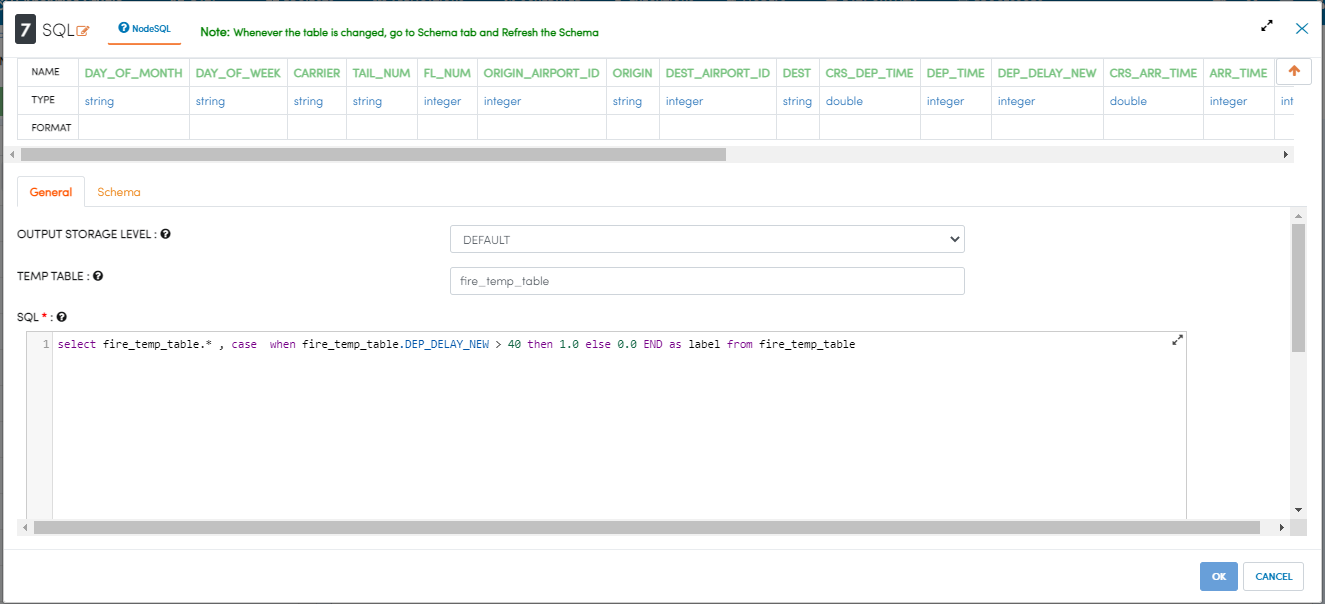 7 SQL NodeSQL Note: Whenever the table is changed, go to Schema tab and Refresh the Schema
NAME DAY_OF_MONTH DAY_OF_WEEK CARRIER TAIL_NUM FL_NUM ORIGIN_AIRPORT_ID ORIGIN DEST_AIRPORT_ID DEST CRS_DEP_TIME DEP_TIME DEP_DELAY_NEW CRS_ARR_TIME ARR_TIME
TYPE string string string string integer integer string integer string double integer integer double integer int
FORMAT
General Schema
OUTPUT STORAGE LEVEL : DEFAULT
TEMP TABLE : fire_temp_table
SQL * :
1 select fire_temp_table.* , case  when fire_temp_table.DEP_DELAY_NEW > 40 then 1.0 else 0.0 END as label from fire_temp_table
OK CANCEL